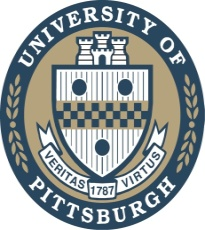 UNIVERSITY OF
VERITAS 1787 VIRTUS
PITTSBURGH